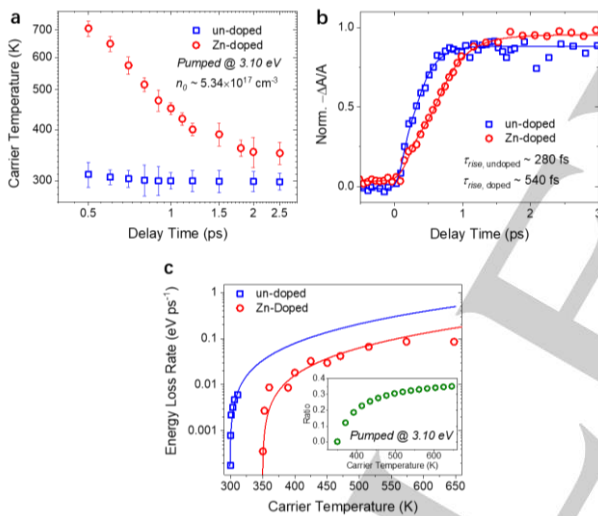 a
700
600
500
400
300
0.5
1
1.5
2
2.5
Carrier Temperature (K)
Delay Time (ps)
un-doped
Zn-doped
Pumped @ 3.10 eV
n0 ~ 5.34×10^17 cm-3
b
1.0
0.5
0.0
0
1
2
3
Norm. −ΔA/A
Delay Time (ps)
un-doped
Zn-doped
τrise, undoped ~ 280 fs
τrise, doped ~ 540 fs
c
1
0.1
0.01
0.001
300 350 400 450 500 550 600 650
Energy Loss Rate (eV ps-1)
Carrier Temperature (K)
un-doped
Zn-Doped
0.4
0.3
0.2
0.1
0.0
400 500 600
Ratio
Pumped @ 3.10 eV
Carrier Temperature (K)